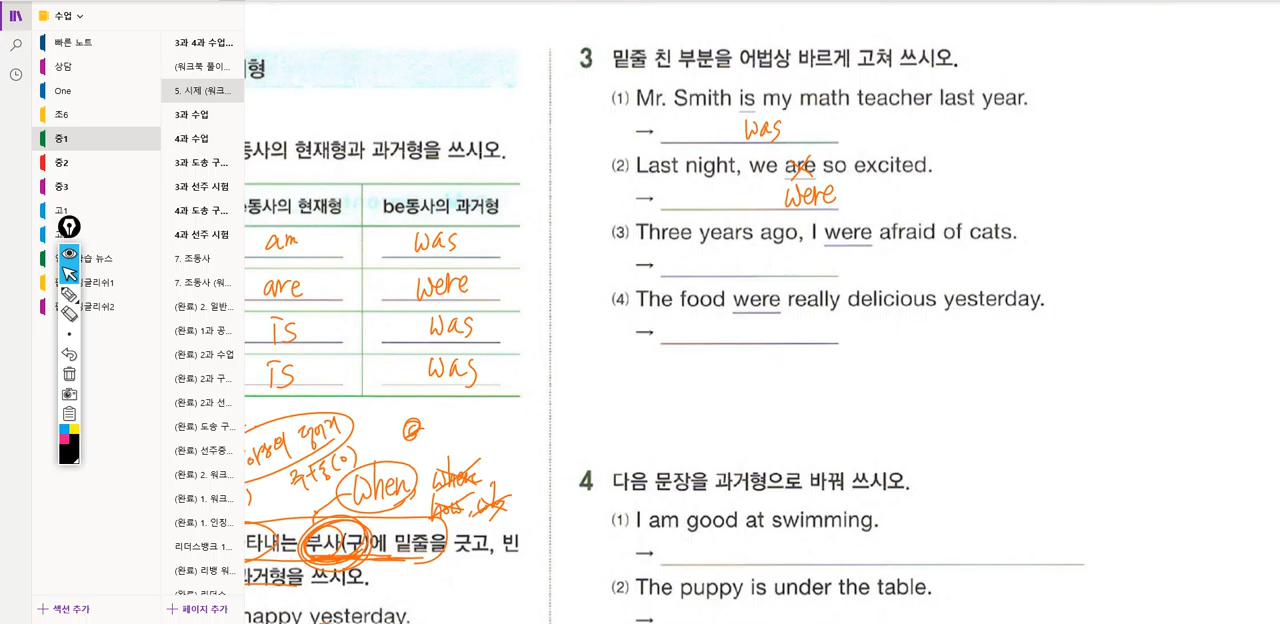 수업
빠른 노트
상담
One
초6
중1
중2
중3
고1
습 뉴스
글리쉬1
글리쉬2
섹션 추가
3과 4과 수업...
(워크북 풀이...
5. 시제 (워크...
3과 수업
4과 수업
3과 도송 구...
3과 선주 시험
4과 도송 구...
4과 선주 시험
7. 조동사
7. 조동사 (워...
(완료) 2. 일반...
(완료) 1과 공...
(완료) 2과 수업
(완료) 2과 구...
(완료) 2과 선...
(완료) 도송 구...
(완료) 선주중...
(완료) 2. 워크...
(완료) 1. 워크...
(완료) 1. 인칭...
리더스뱅크 1...
(완료) 리뱅 워...
페이지 추가
형
동사의 현재형과 과거형을 쓰시오.
동사의 현재형 be동사의 과거형
am was
are were
is was
is was
when
타내는 부사(구)에 밑줄을 긋고, 빈
과거형을 쓰시오.
happy yesterday.
3 밑줄 친 부분을 어법상 바르게 고쳐 쓰시오.
(1) Mr. Smith is my math teacher last year.
→ was
(2) Last night, we are so excited.
→ were
(3) Three years ago, I were afraid of cats.
→
(4) The food were really delicious yesterday.
→
4 다음 문장을 과거형으로 바꿔 쓰시오.
(1) I am good at swimming.
→
(2) The puppy is under the table.
→